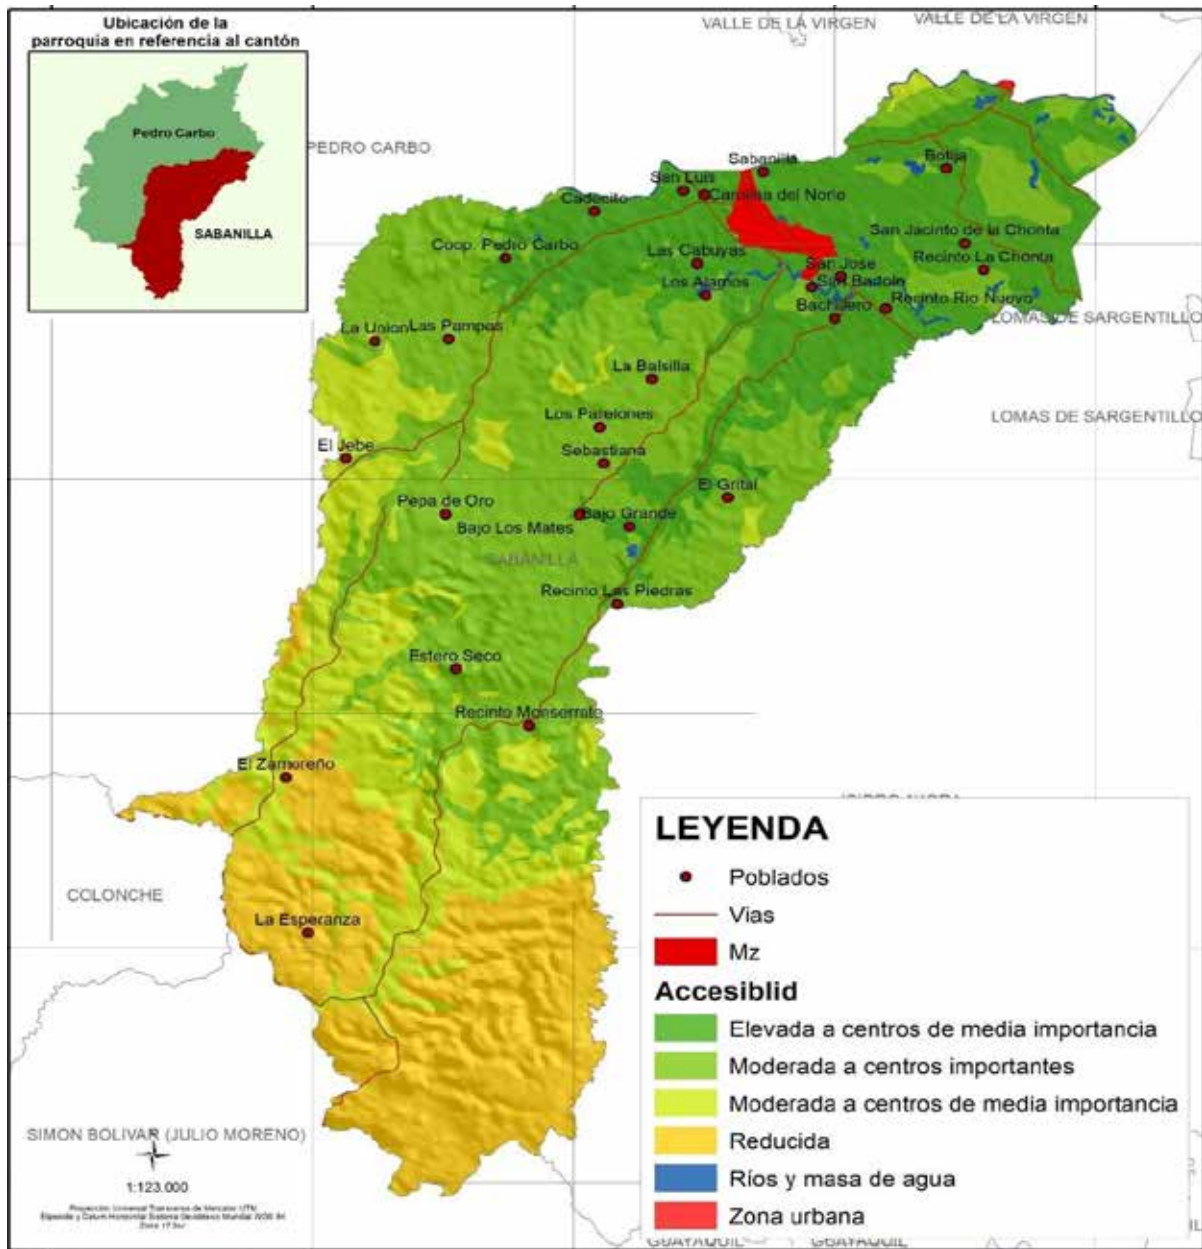 Ubicación de la
parroquia en referencia al cantón
Pedro Carbo
SABANILLA
VALLE DE LA VIRGEN
VALLE DE LA VIRGEN
PEDRO CARBO
Sabanilla
Botija
San Luis
Carolina del Norte
Cadecito
San Jacinto de la Chonta
Coop. Pedro Carbo
Las Cabuyas
Recinto La Chonta
San Jose
Los Alamos
Bachillero
Recinto Rio Nuevo
LOMAS DE SARGENTILLO
La Union
Las Pampas
La Balsilla
Los Parelones
LOMAS DE SARGENTILLO
El Jebe
Sebastiana
El Grital
Pepa de Oro
Bajo Los Mates
Bajo Grande
SABANILLA
Recinto Las Piedras
Estero Seco
Recinto Monserrate
El Zamoreño
COLONCHE
La Esperanza
SIMON BOLIVAR (JULIO MORENO)
1:123.000
LEYENDA
Poblados
Vias
Mz
Accesiblid
Elevada a centros de media importancia
Moderada a centros importantes
Moderada a centros de media importancia
Reducida
Ríos y masa de agua
Zona urbana
GUAYAQUIL
GUAYAQUIL